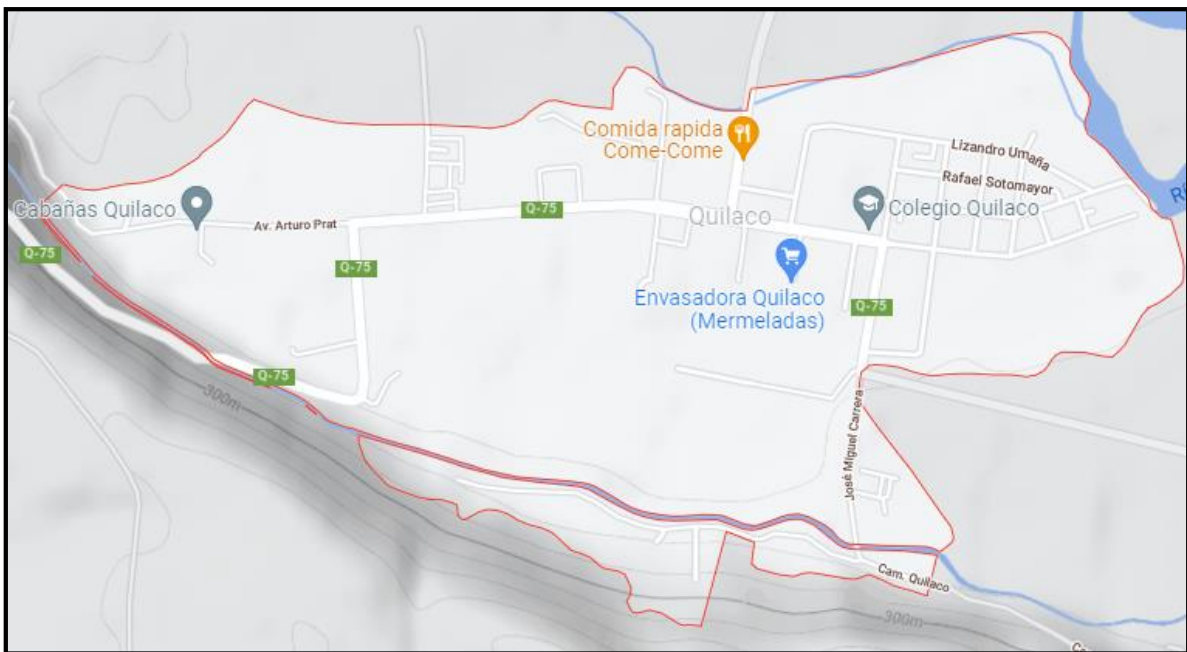 Comida rapida
Come-Come
Lizandro Umaña
Rafael Sotomayor
Cabañas Quilaco
Av. Arturo Prat
Q-75
Quilaco
Colegio Quilaco
Q-75
Q-75
Envasadora Quilaco
(Mermeladas)
Q-75
Q-75
300m
José Miguel Carrera
Cam. Quilaco
300m